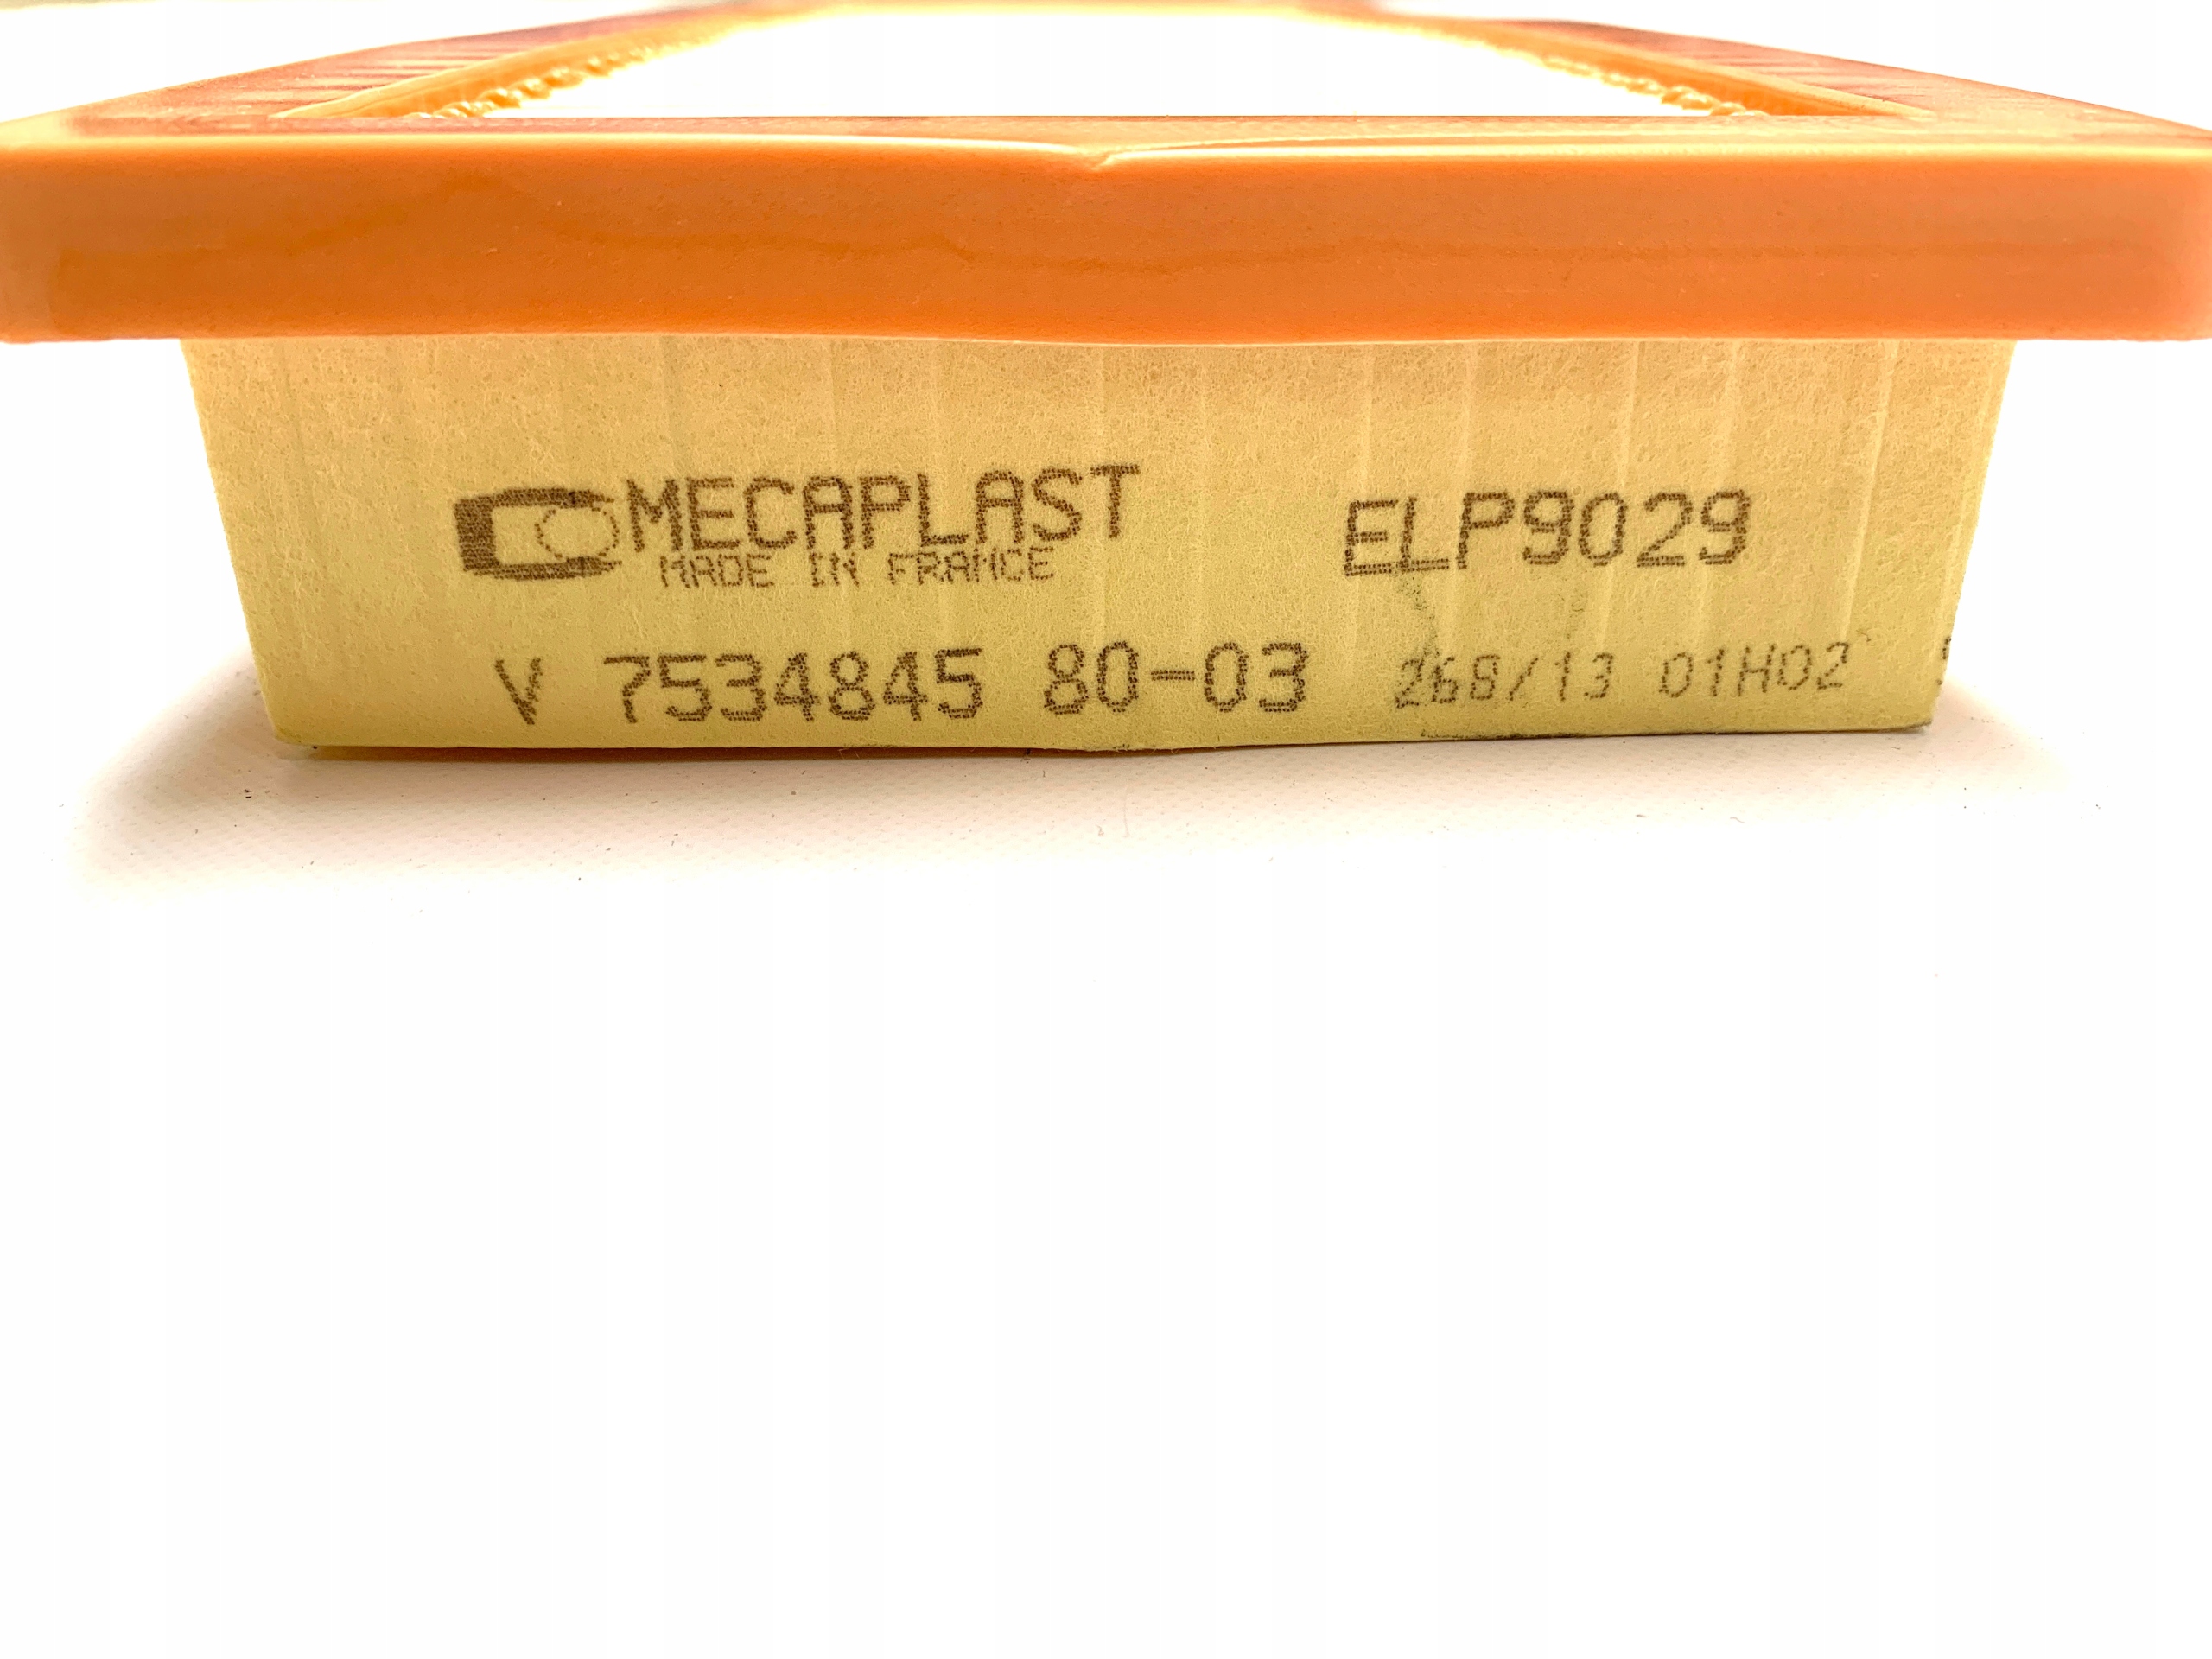 MECAPLAST ELP9029
MADE IN FRANCE
V 7534845 80-03 268/13 01H02